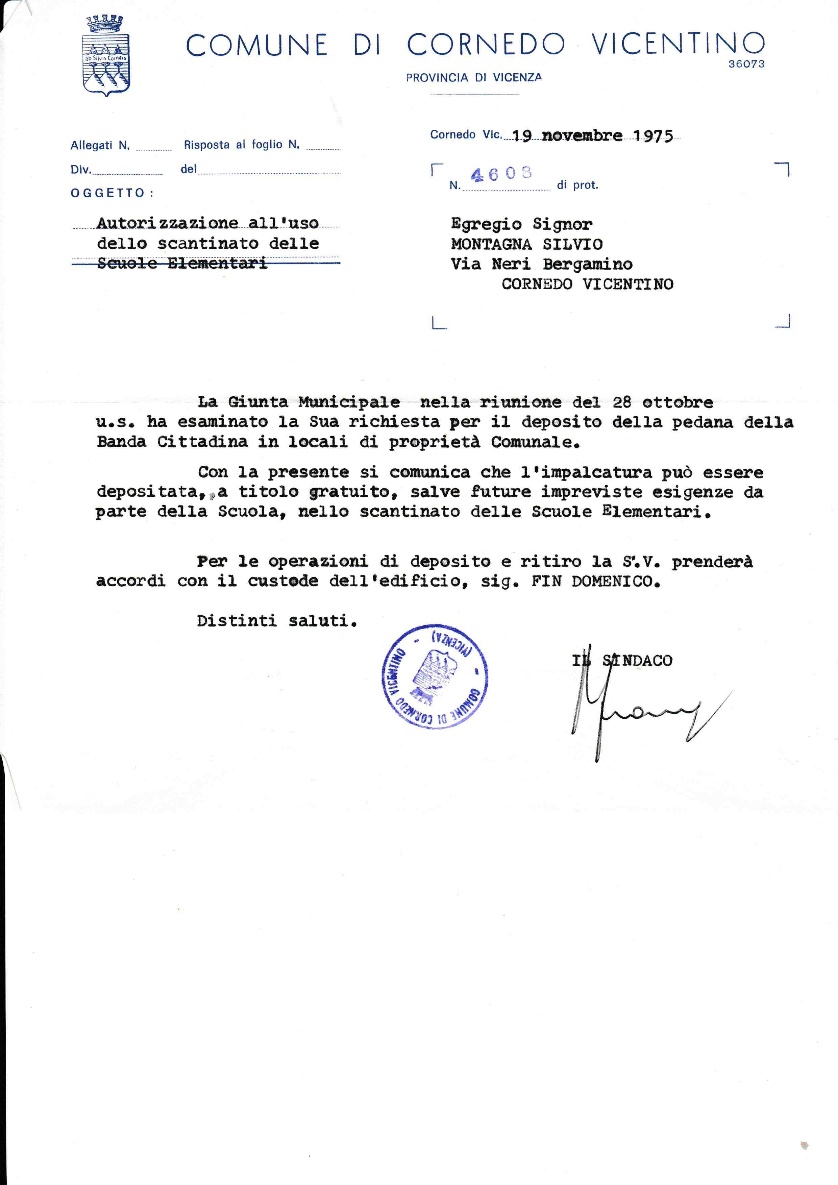 COMUNE DI CORNEDO VICENTINO
36073
PROVINCIA DI VICENZA
Allegati N. Risposta al foglio N.
Div. del
OGGETTO :
Autorizzazione all'uso
dello scantinato delle
Scuole Elementari
Cornedo Vic. 19 novembre 1975
N. 4603 di prot.
Egregio Signor
MONTAGNA SILVIO
Via Neri Bergamino
CORNEDO VICENTINO
La Giunta Municipale nella riunione del 28 ottobre
u.s. ha esaminato la Sua richiesta per il deposito della pedana della
Banda Cittadina in locali di proprietà Comunale.
Con la presente si comunica che l'impalcatura può essere
depositata, a titolo gratuito, salve future impreviste esigenze da
parte della Scuola, nello scantinato delle Scuole Elementari.
Per le operazioni di deposito e ritiro la S.V. prenderà
accordi con il custode dell'edificio, sig. FIN DOMENICO.
Distinti saluti.
COMUNE DI CORNEDO VICENTINO - (VICENZA) -
IL SINDACO